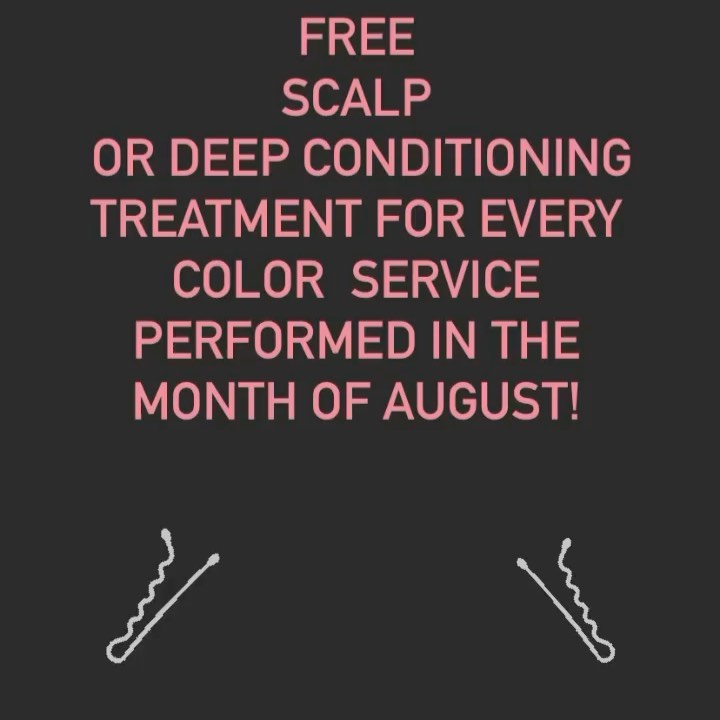 FREE
SCALP
OR DEEP CONDITIONING
TREATMENT FOR EVERY
COLOR SERVICE
PERFORMED IN THE
MONTH OF AUGUST!